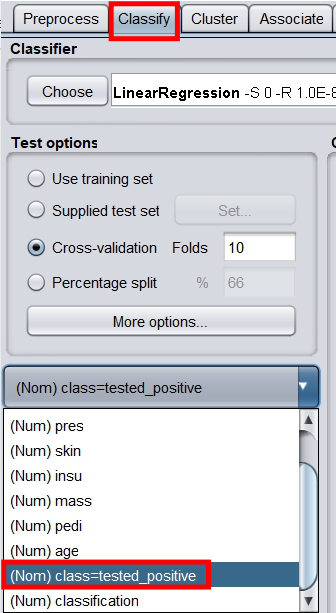 Preprocess Classify Cluster Associate
Classifier
Choose LinearRegression -S 0 -R 1.0E-8
Test options
Use training set
Supplied test set Set...
Cross-validation Folds 10
Percentage split % 66
More options...
(Nom) class=tested_positive
(Num) pres
(Num) skin
(Num) insu
(Num) mass
(Num) pedi
(Num) age
(Nom) class=tested_positive
(Num) classification